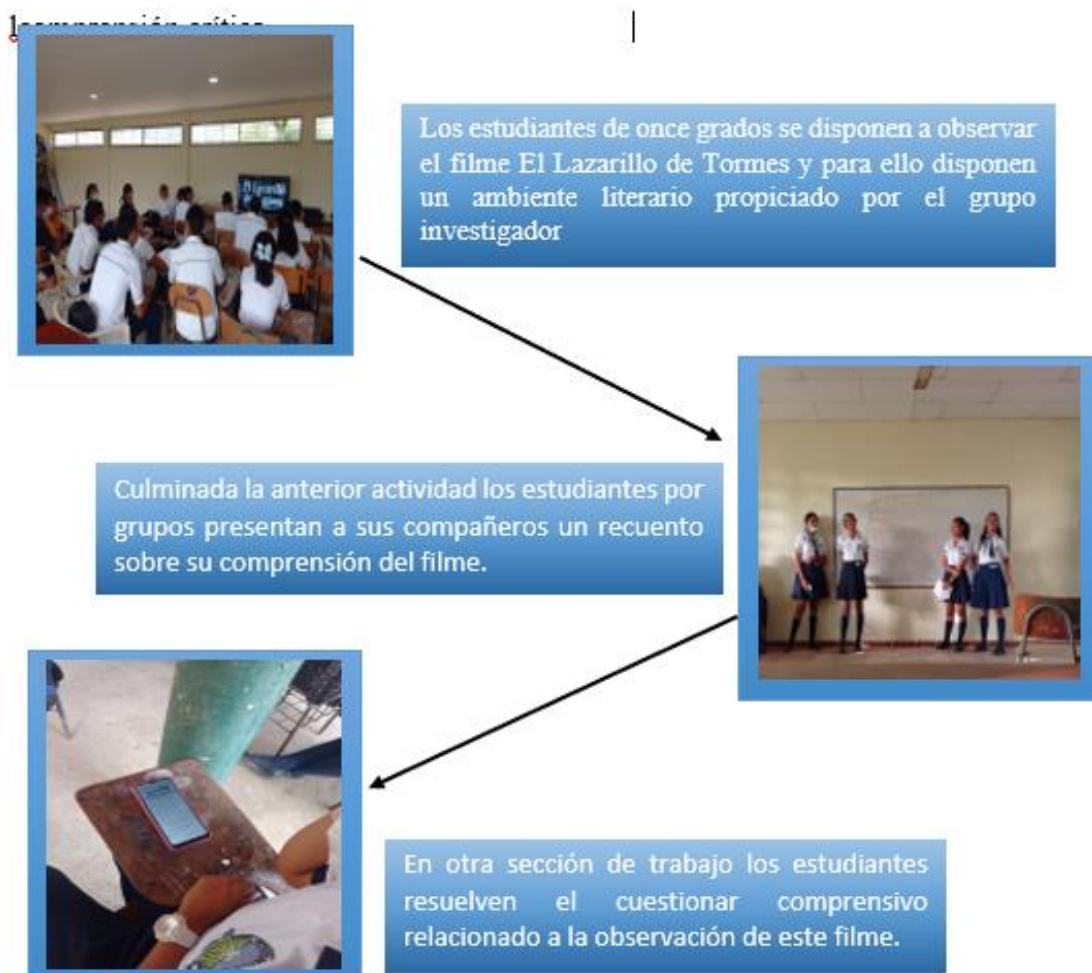 Los estudiantes de once grados se disponen a observar
el filme El Lazarillo de Tormes y para ello disponen
un ambiente literario propiciado por el grupo
investigador
Culminada la anterior actividad los estudiantes por
grupos presentan a sus compañeros un recuento
sobre su comprensión del filme.
En otra sección de trabajo los estudiantes
resuelven el cuestionar comprensivo
relacionado a la observación de este filme.